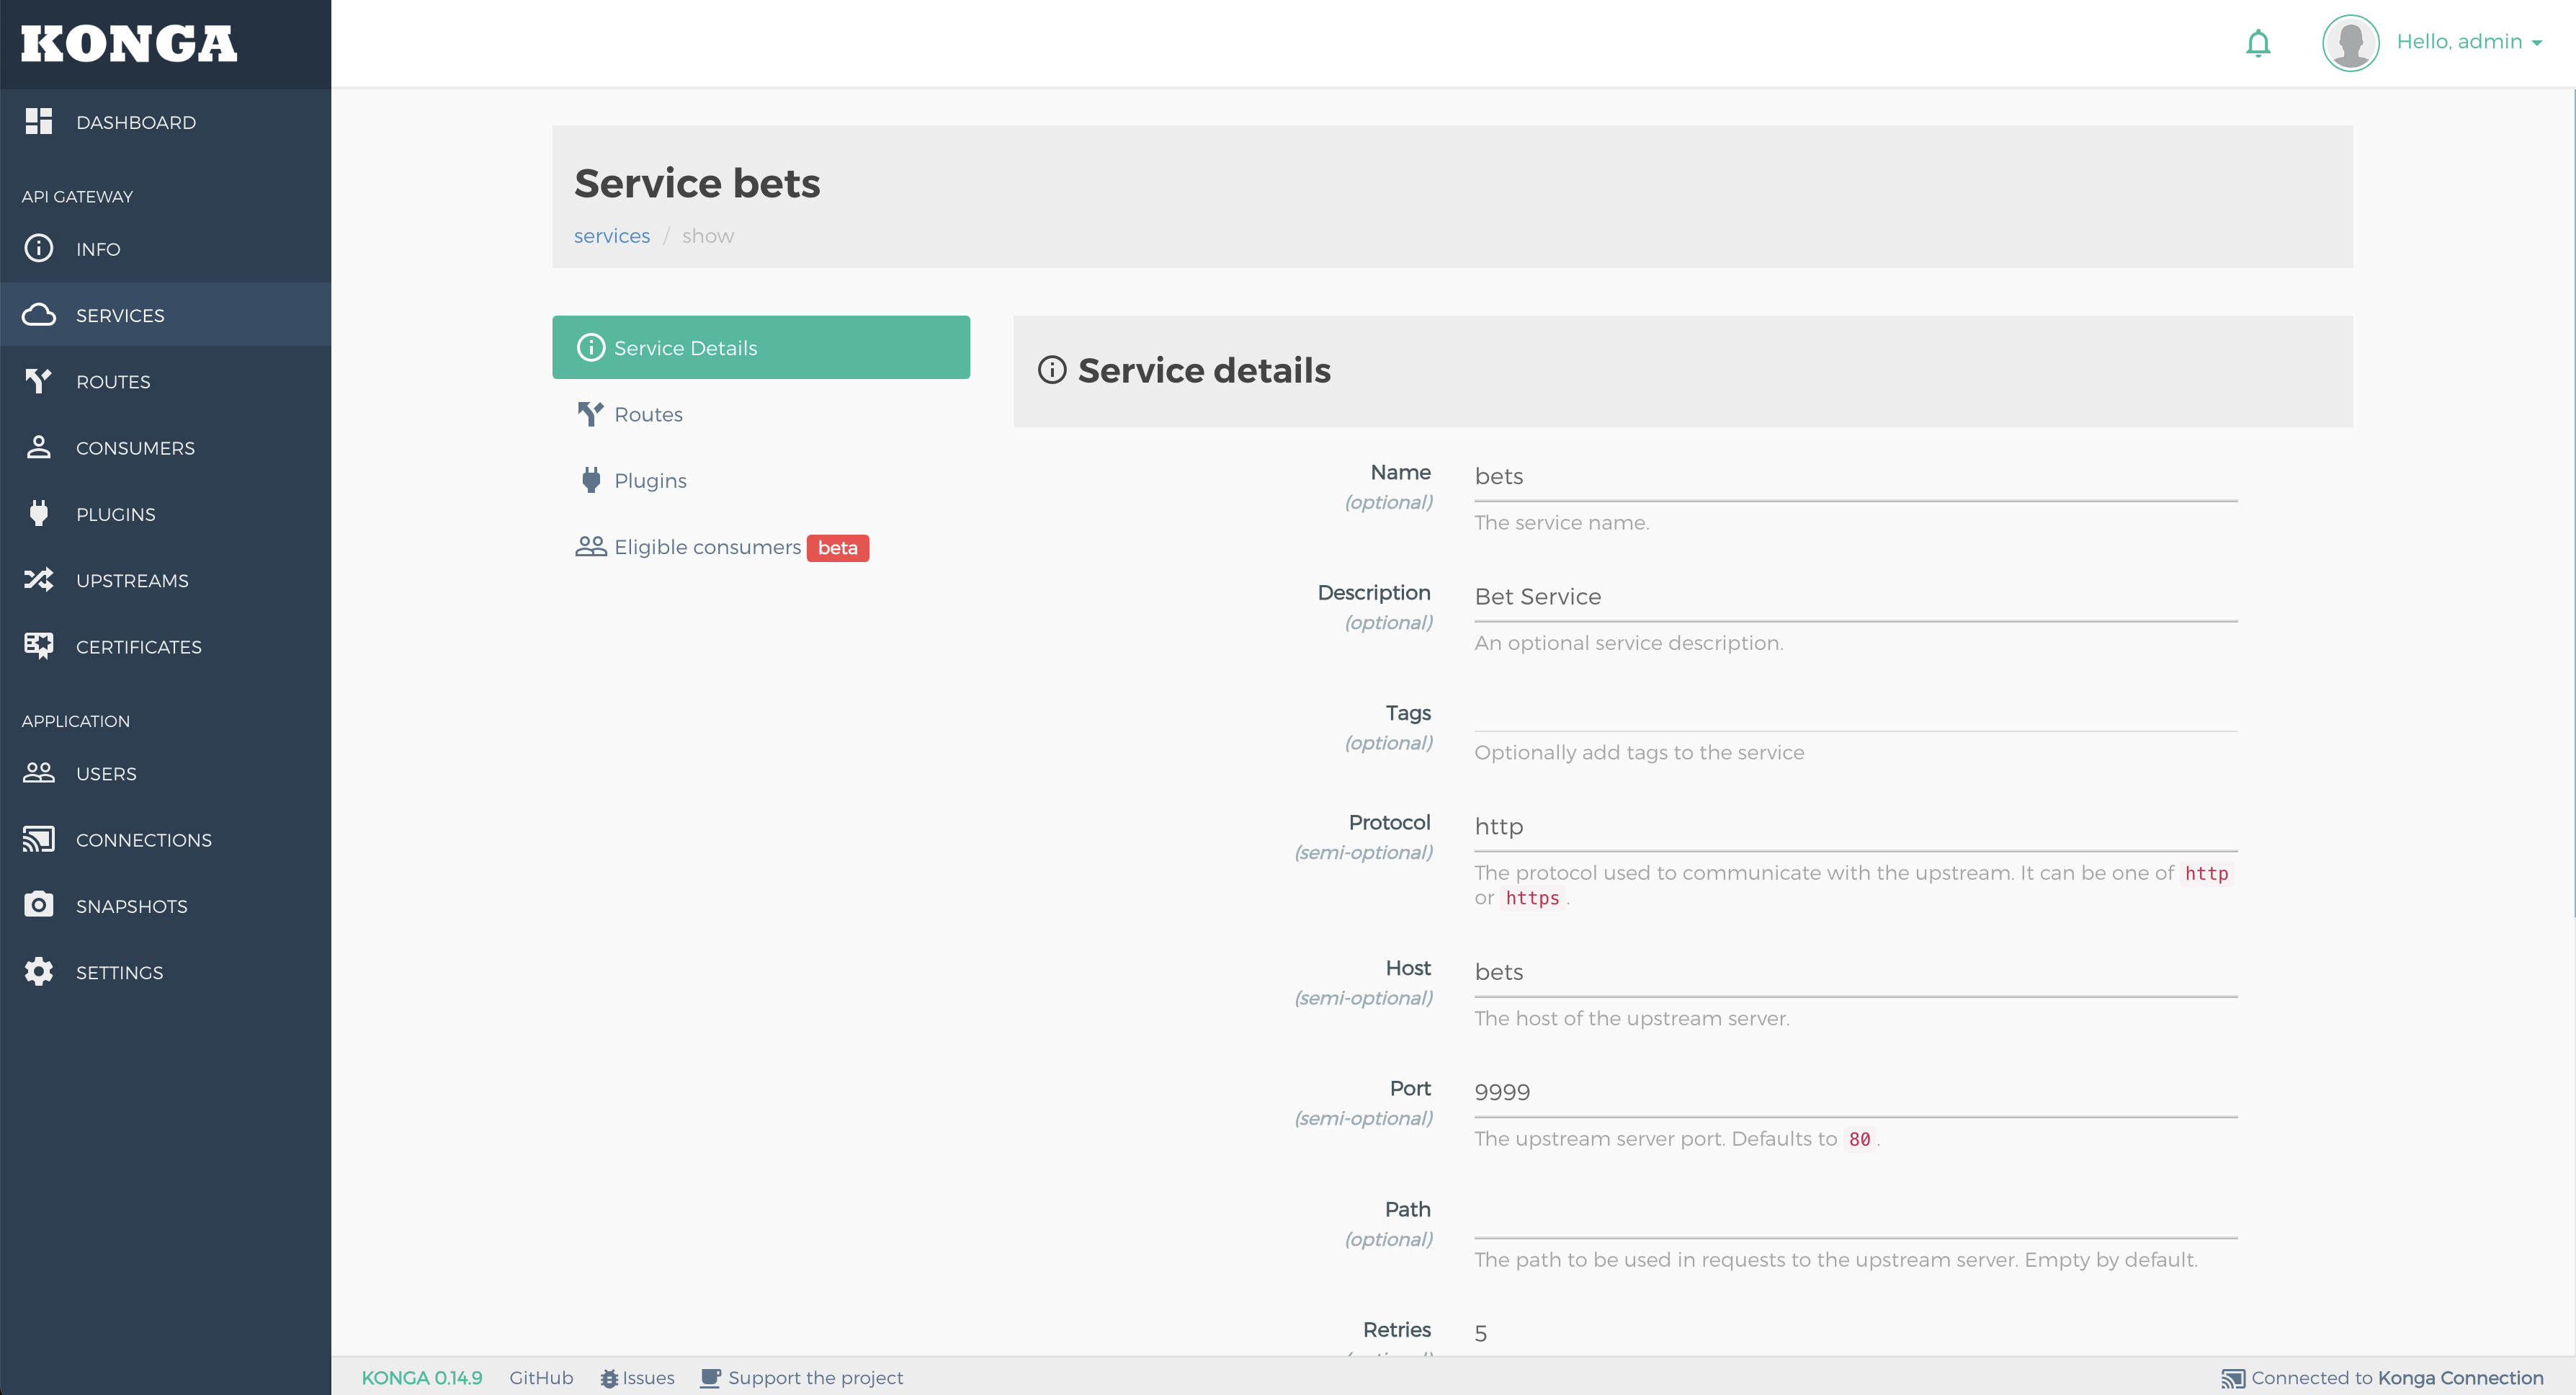 KONGA
Hello, admin
DASHBOARD
API GATEWAY
INFO
SERVICES
ROUTES
CONSUMERS
PLUGINS
UPSTREAMS
CERTIFICATES
APPLICATION
USERS
CONNECTIONS
SNAPSHOTS
SETTINGS
Service bets
services / show
Service Details
Routes
Plugins
Eligible consumers beta
Service details
Name bets
(optional)
The service name.
Description Bet Service
(optional)
An optional service description.
Tags
(optional)
Optionally add tags to the service
Protocol http
(semi-optional)
The protocol used to communicate with the upstream. It can be one of http
or https.
Host bets
(semi-optional)
The host of the upstream server.
Port 9999
(semi-optional)
The upstream server port. Defaults to 80.
Path
(optional)
The path to be used in requests to the upstream server. Empty by default.
Retries 5
KONGA 0.14.9 GitHub Issues Support the project Connected to Konga Connection